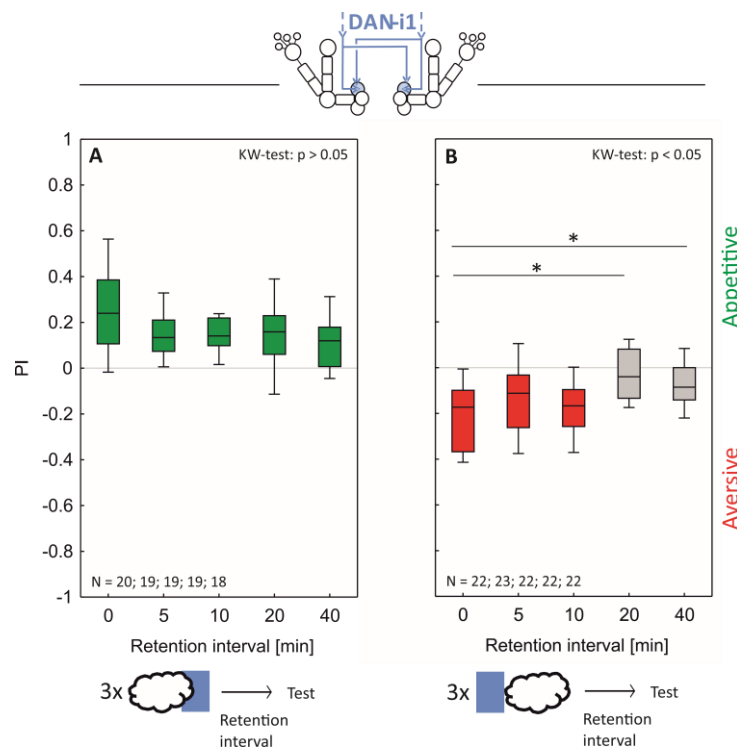 DAN-i1
A
KW-test: p > 0.05
B
KW-test: p < 0.05
1
0.8
0.6
0.4
0.2
0
-0.2
-0.4
-0.6
-0.8
-1
PI
*
*
Appetitive
Aversive
N = 20; 19; 19; 19; 18
N = 22; 23; 22; 22; 22
0 5 10 20 40
0 5 10 20 40
Retention interval [min]
Retention interval [min]
3x
Test
Retention
interval
3x
Test
Retention
interval